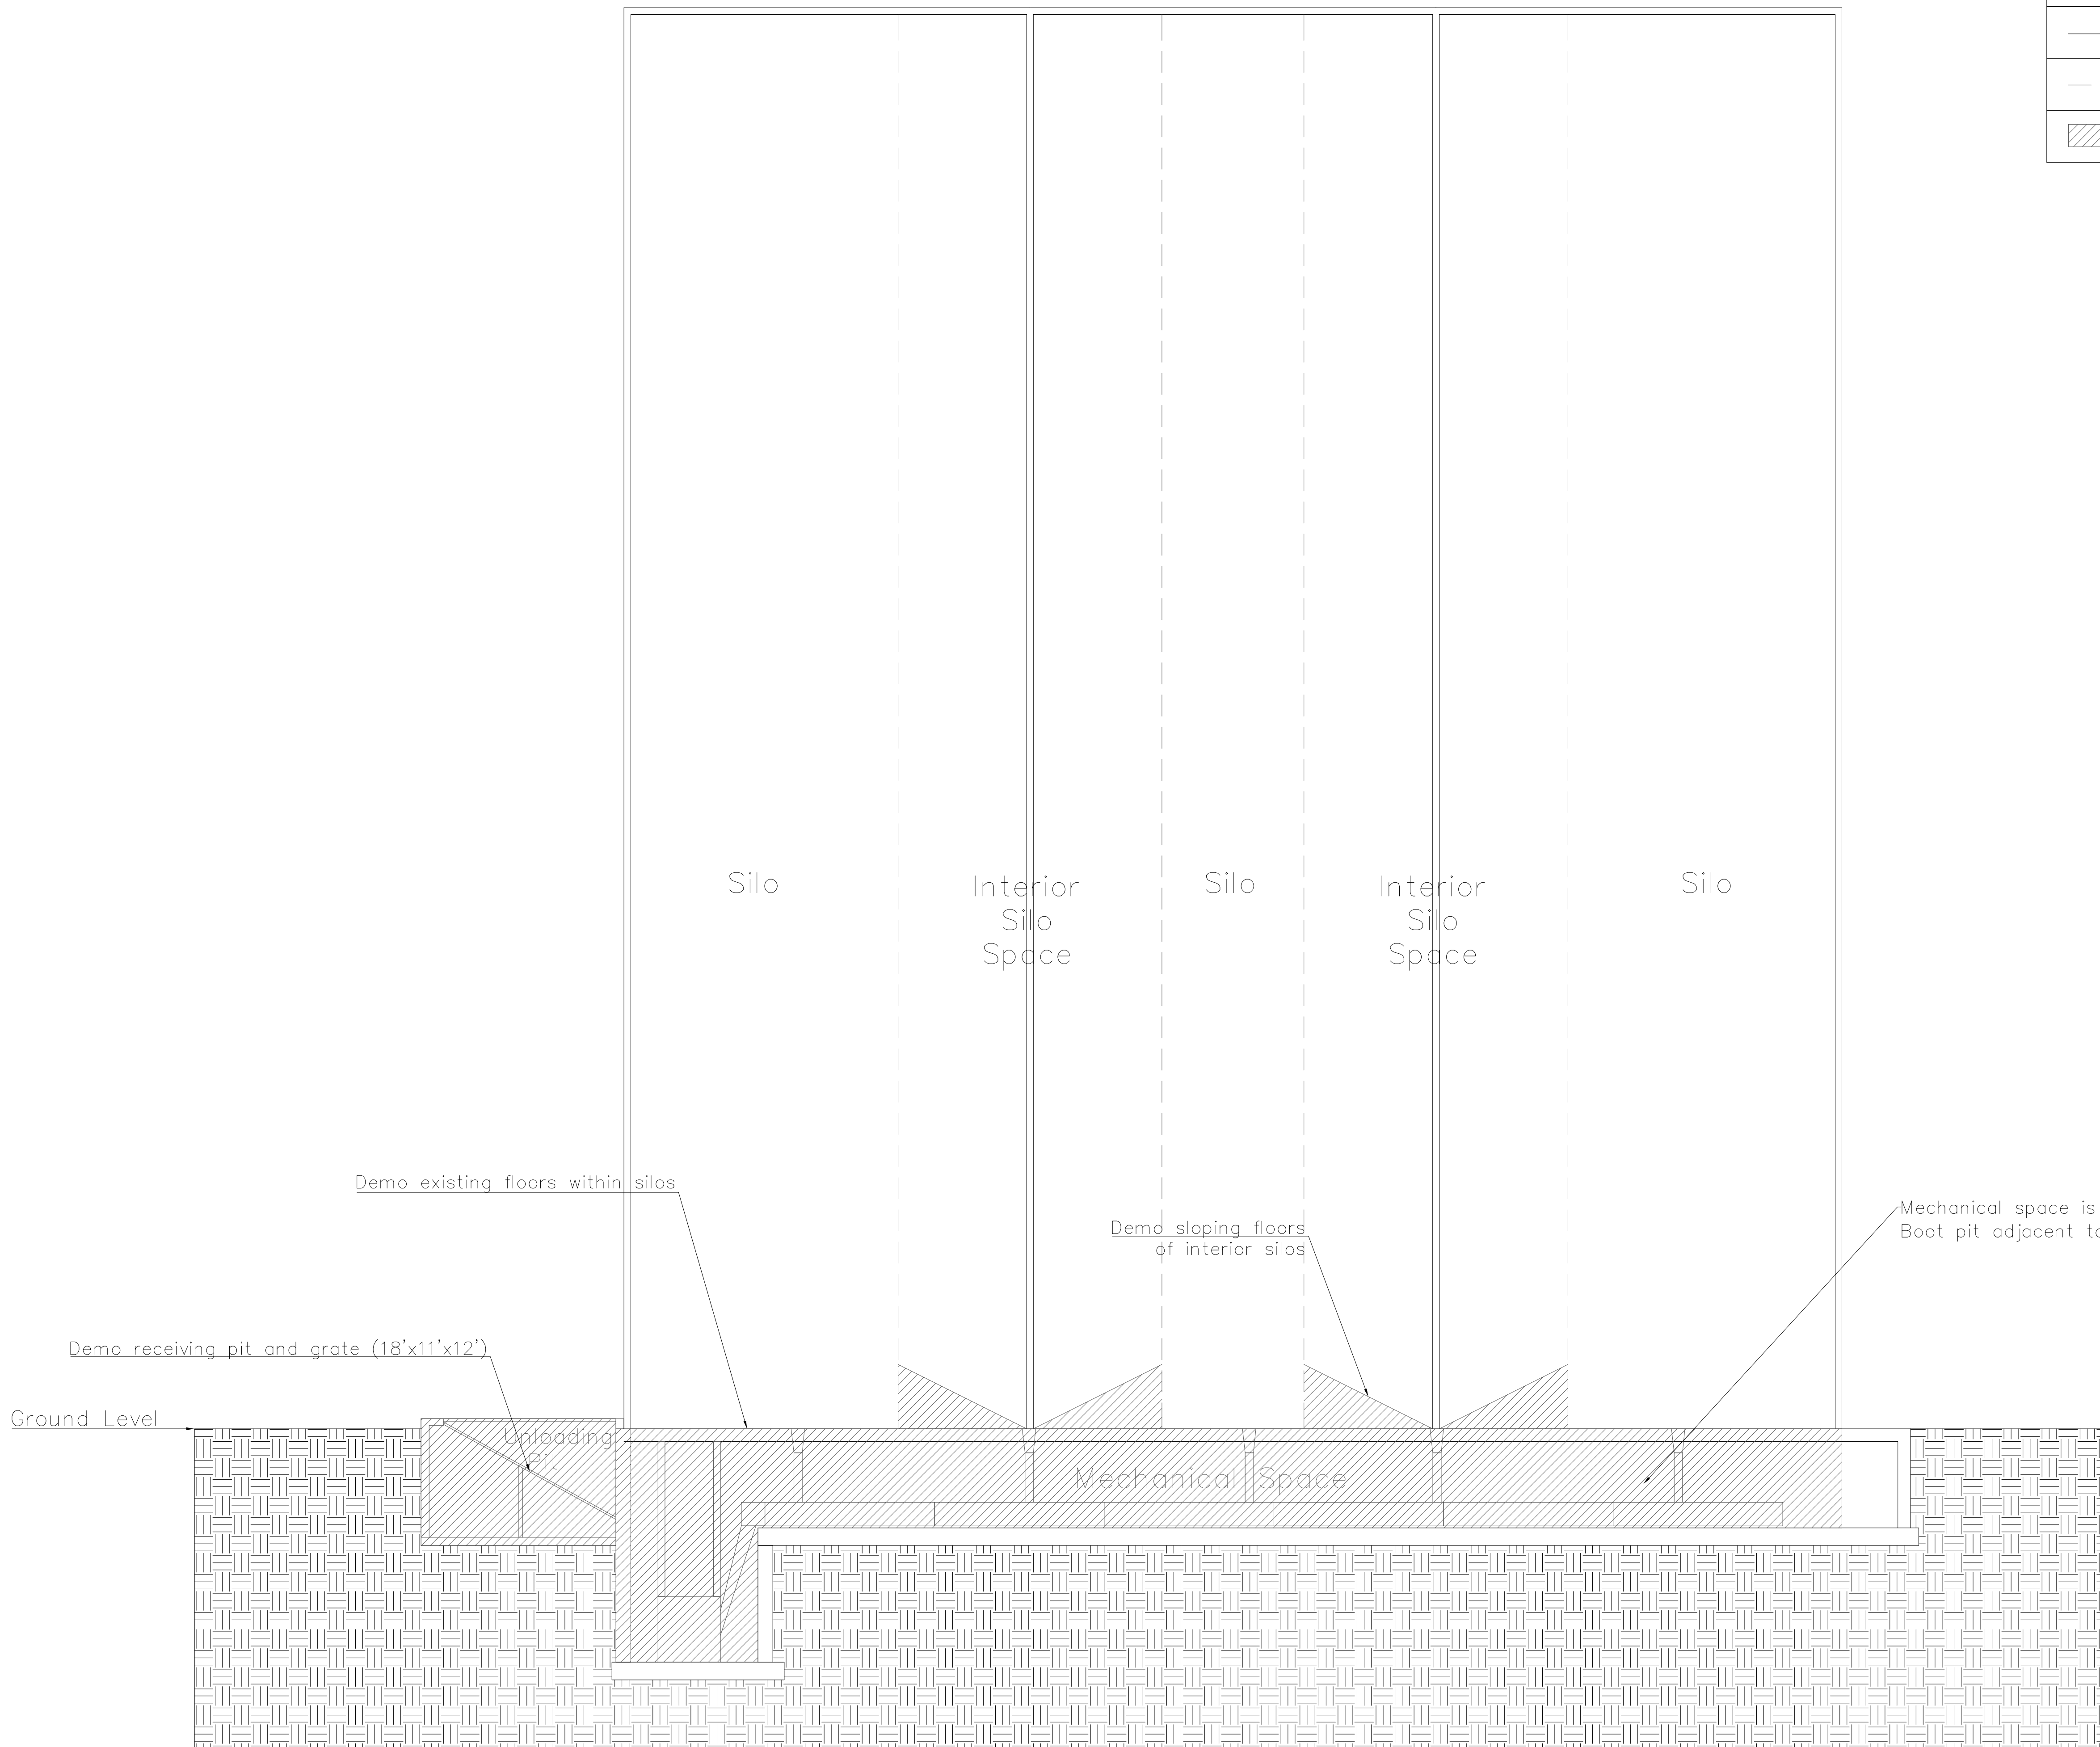 Silo
Interior
Silo
Space
Silo
Interior
Silo
Space
Silo
Demo existing floors within silos
Demo sloping floors
of interior silos
Mechanical space is
Boot pit adjacent to
Demo receiving pit and grate (18'x11'x12')
Ground Level
Unloading
Pit
Mechanical Space